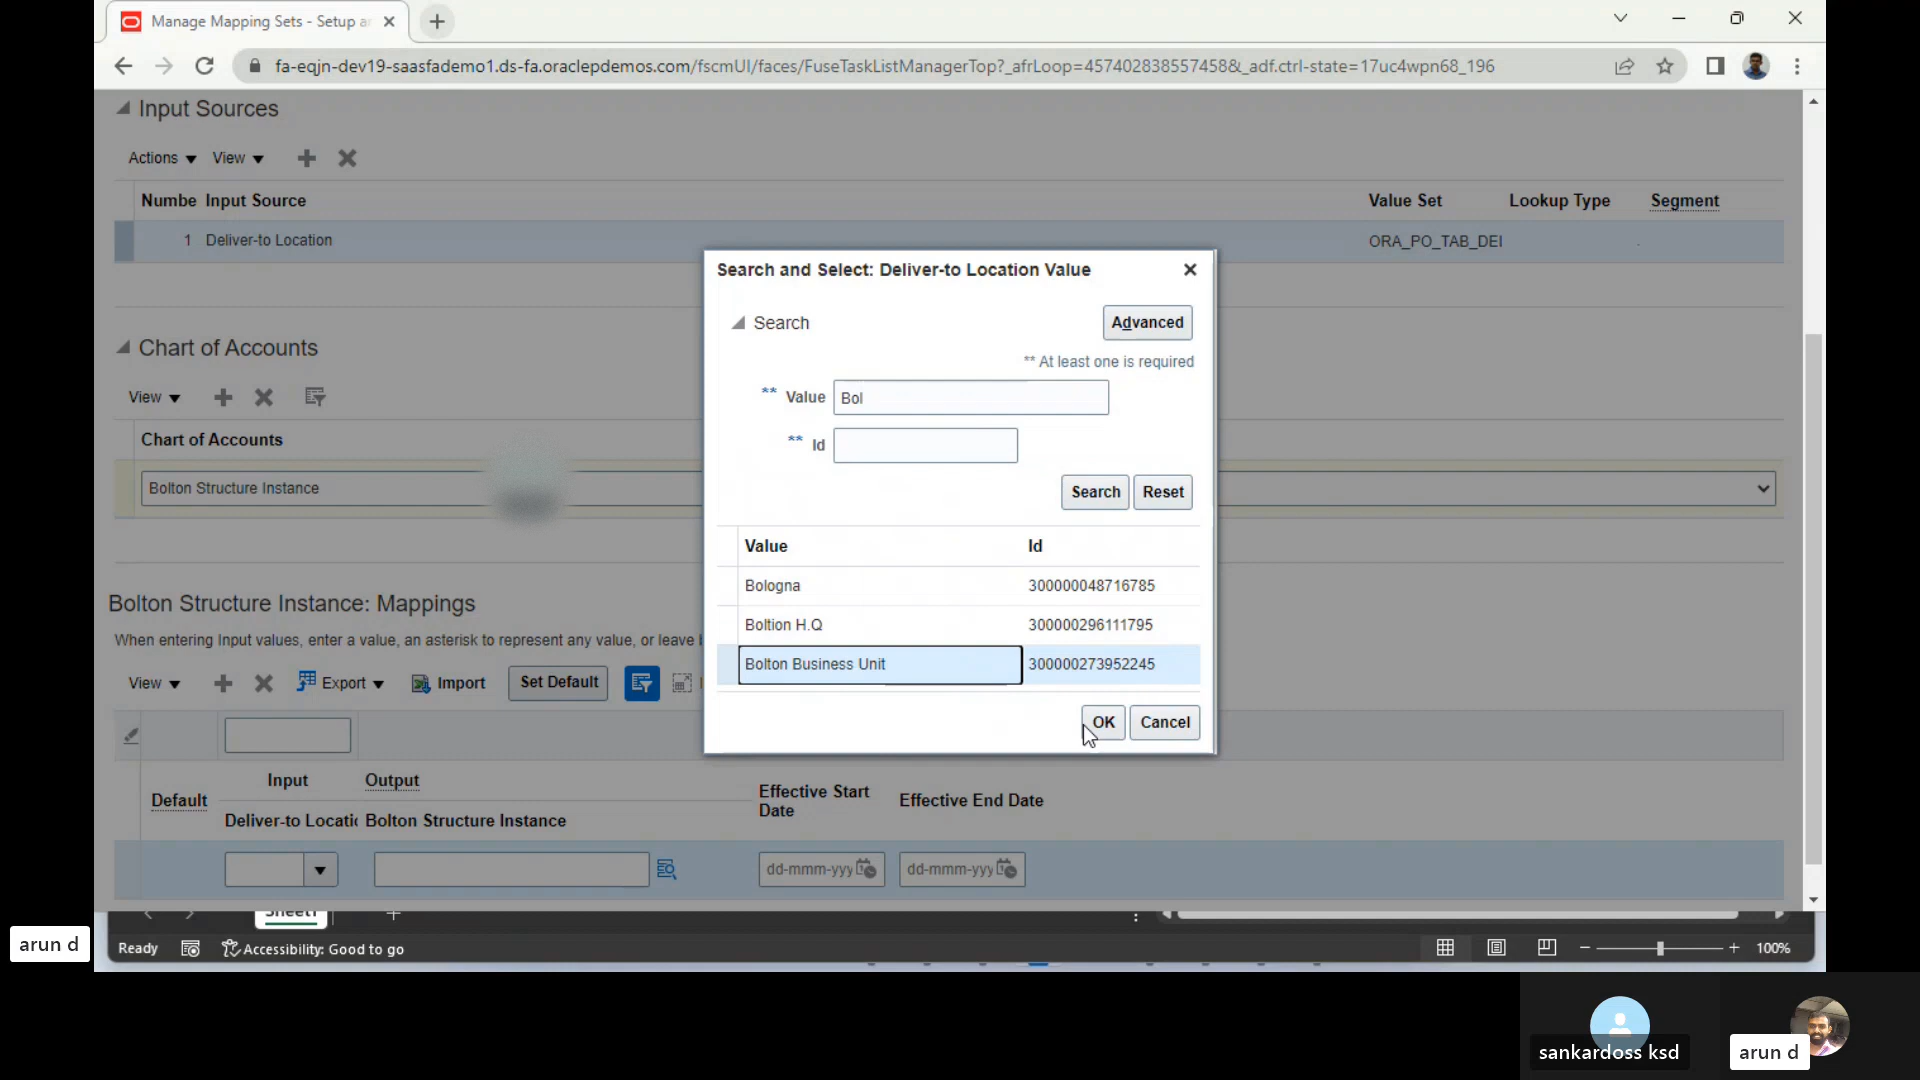 Manage Mapping Sets - Setup a
fa-eqjn-dev19-saasfademo1.ds-fa.oraclepdemos.com/fscmUI/faces/FuseTaskListManagerTop?_afrLoop=457402838557458&_adf.ctrl-state=17uc4wpn68_196
Input Sources
Actions View
Numbe Input Source Value Set Lookup Type Segment
1 Deliver-to Location ORA_PO_TAB_DEI
Search and Select: Deliver-to Location Value
Search Advanced
** At least one is required
** Value Bol
** Id
Search Reset
Value Id
Bologna 300000048716785
Boltion H.Q 300000296111795
Bolton Business Unit 300000273952245
OK Cancel
Chart of Accounts
View
Chart of Accounts
Bolton Structure Instance
Bolton Structure Instance: Mappings
When entering Input values, enter a value, an asterisk to represent any value, or leave
View Export Import Set Default
Input Output
Default Effective Start Date Effective End Date
Deliver-to Locatic Bolton Structure Instance
dd-mmm-yyy dd-mmm-yyy
Sheet1
Ready Accessibility: Good to go 100%
arun d
sankardoss ksd
arun d